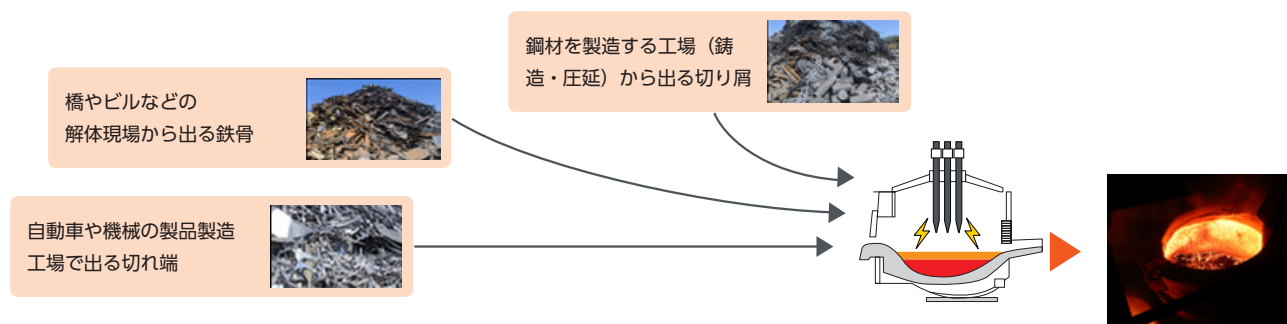 鋼材を製造する工場（鋳
造・圧延）から出る切り屑
橋やビルなどの
解体現場から出る鉄骨
自動車や機械の製品製造
工場で出る切れ端